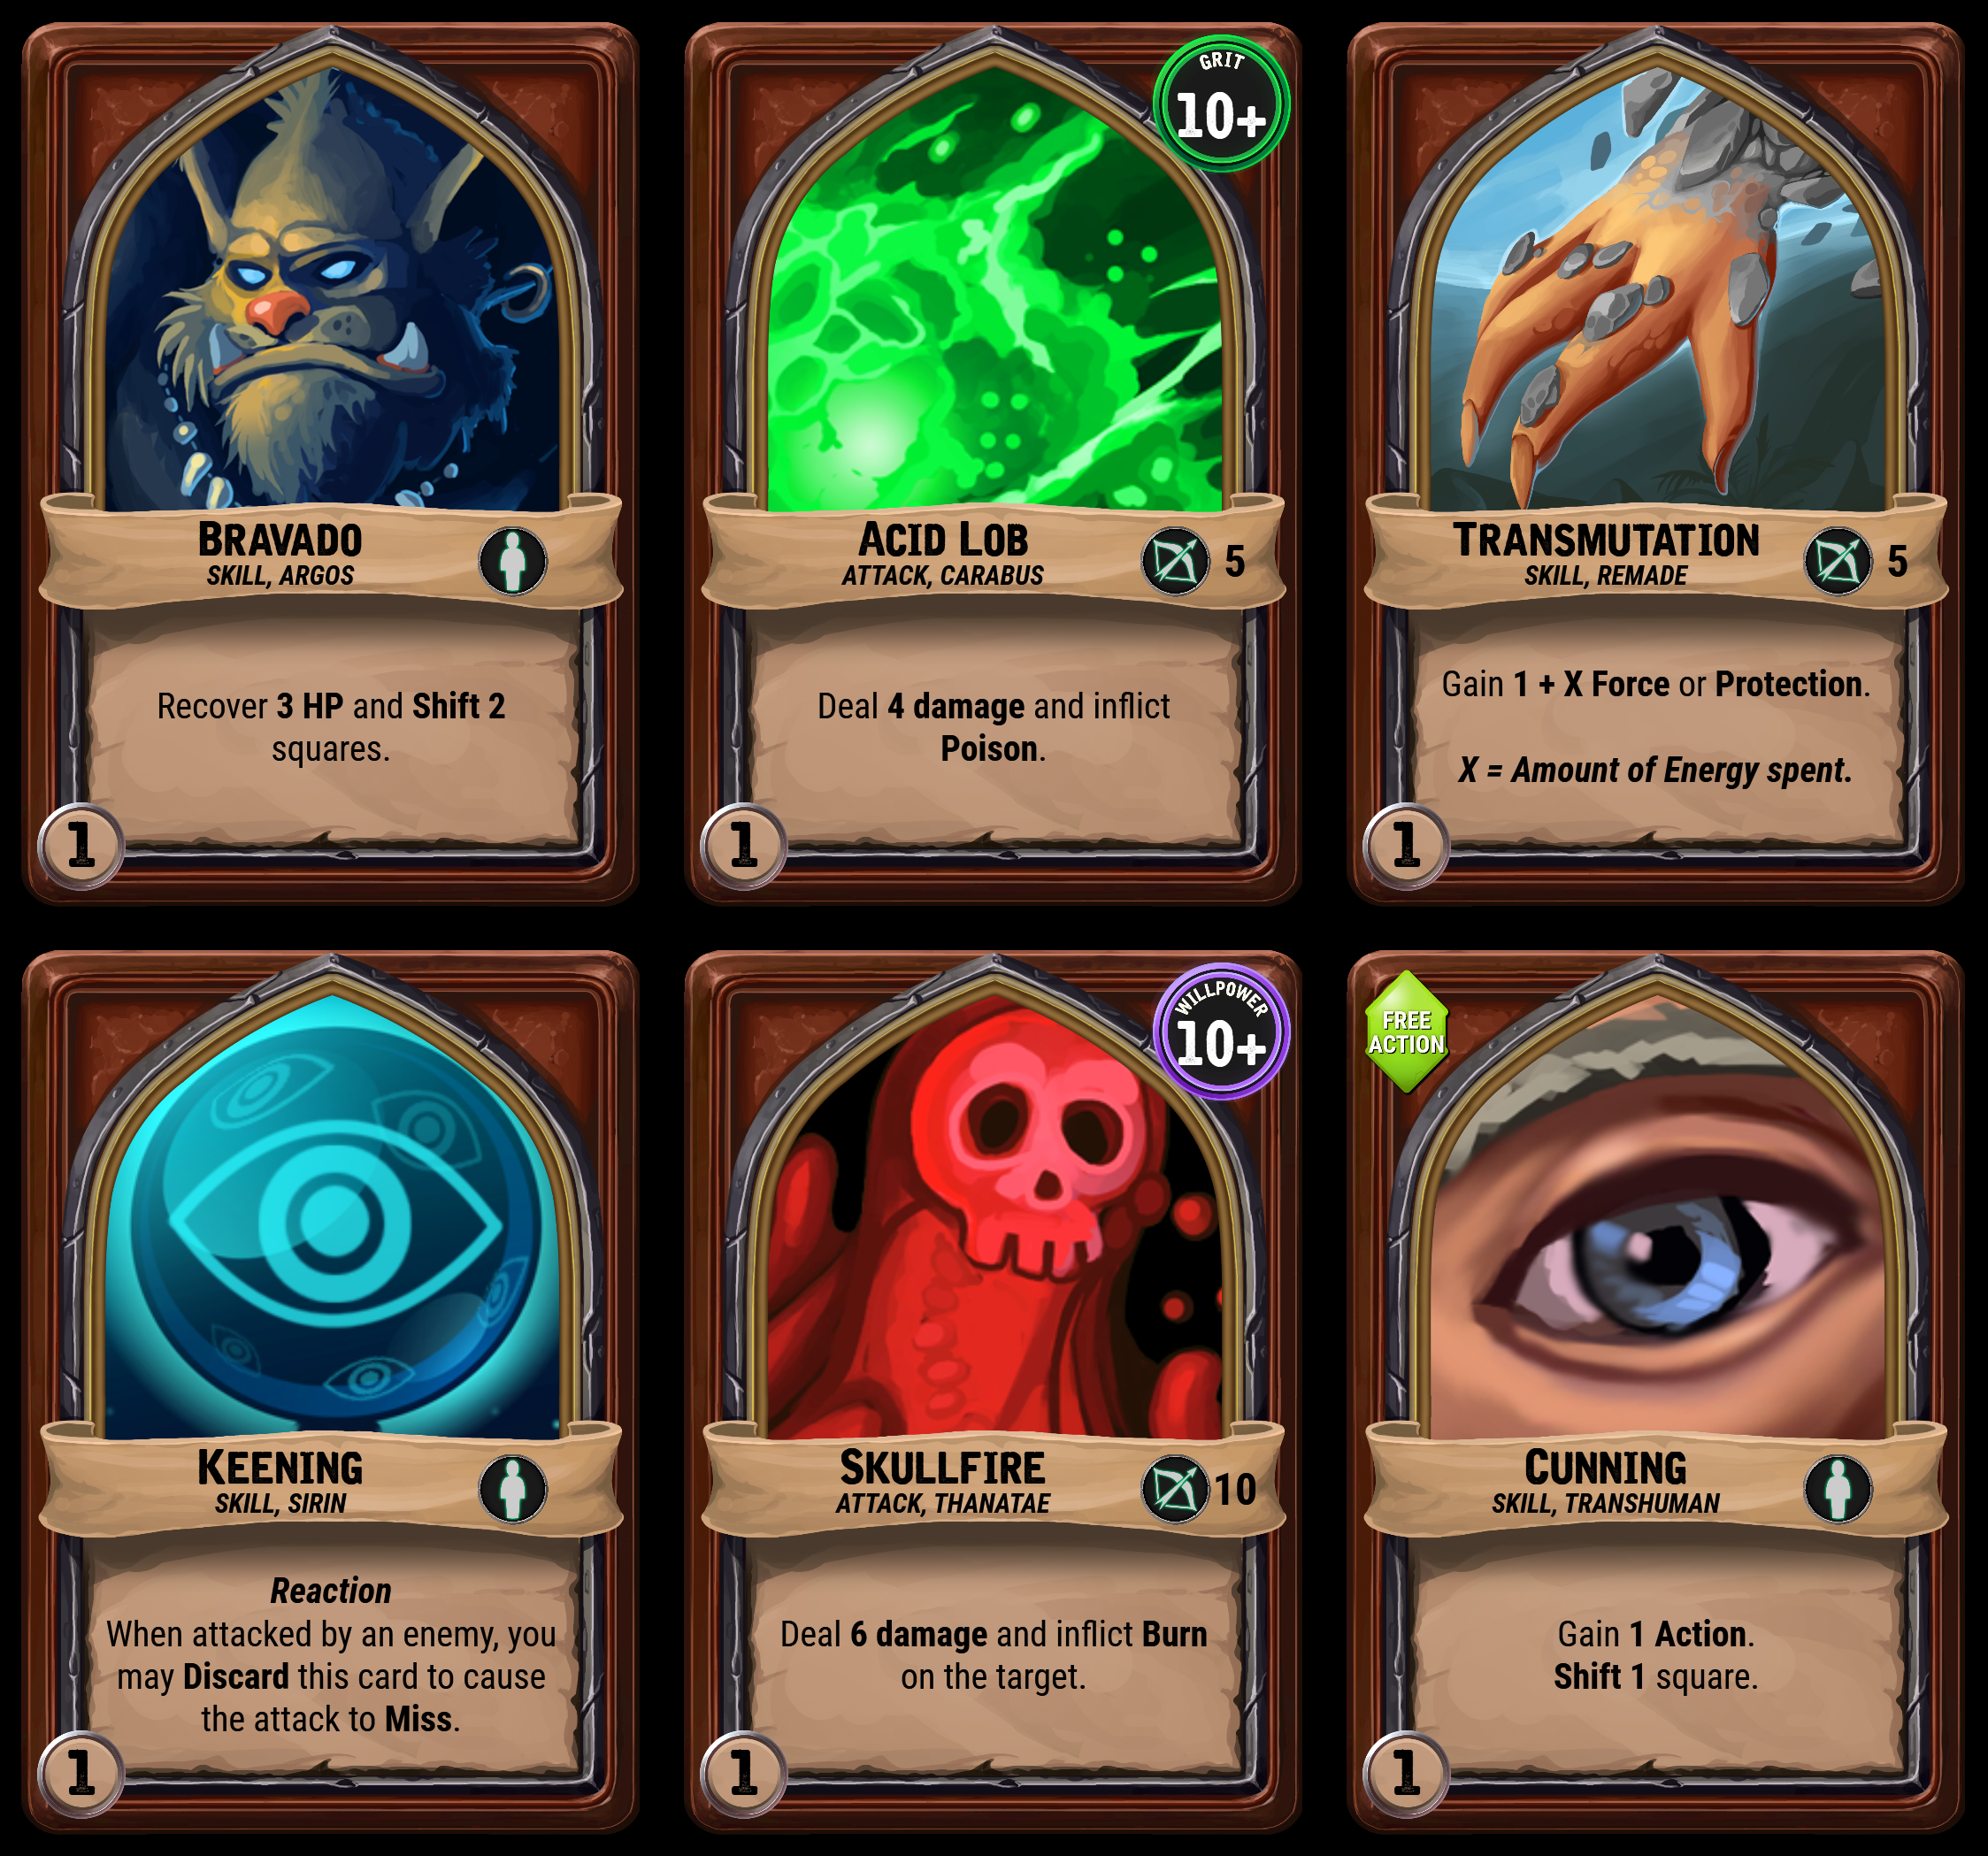 BRAVADO
SKILL, ARGOS
Recover 3 HP and Shift 2
squares.
1
GRIT
10+
ACID LOB
ATTACK, CARABUS
5
Deal 4 damage and inflict
Poison.
1
TRANSMUTATION
SKILL, REMADE
5
Gain 1 + X Force or Protection.
X = Amount of Energy spent.
1
KEENING
SKILL, SIRIN
Reaction
When attacked by an enemy, you
may Discard this card to cause
the attack to Miss.
1
WILLPOWER
10+
SKULLFIRE
ATTACK, THANATAE
10
Deal 6 damage and inflict Burn
on the target.
1
FREE
ACTION
CUNNING
SKILL, TRANSHUMAN
Gain 1 Action.
Shift 1 square.
1